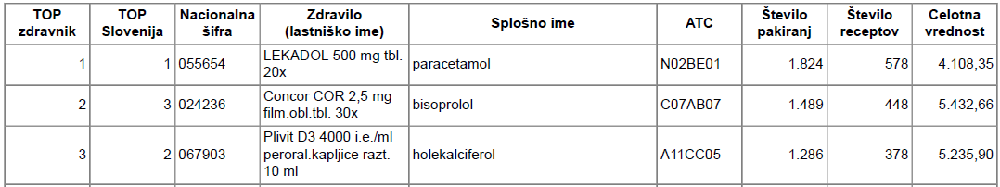 TOP zdravnik
TOP Slovenija
Nacionalna šifra
Zdravilo (lastniško ime)
Splošno ime
ATC
Število pakiranj
Število receptov
Celotna vrednost
1
1
055654
LEKADOL 500 mg tbl.
20x
paracetamol
N02BE01
1.824
578
4.108,35
2
3
024236
Concor COR 2,5 mg
film.obl.tbl. 30x
bisoprolol
C07AB07
1.489
448
5.432,66
3
2
067903
Plivit D3 4000 i.e./ml
peroral.kapljice razt.
10 ml
holekalciferol
A11CC05
1.286
378
5.235,90